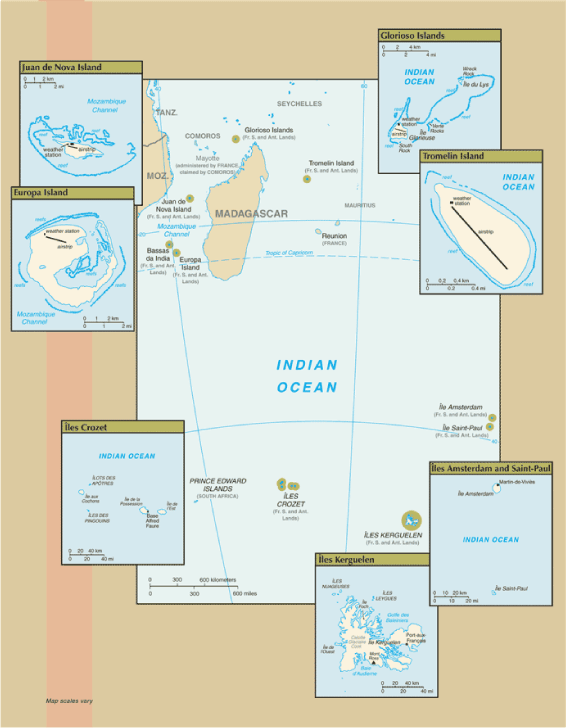 Glorioso Islands
0 2 4 km
0 2 4 mi
INDIAN
OCEAN
Wreck
Rock
Île du Lys
reef
weather
station
airstrip
Verte
Rocks
Île
Glorieuse
South
Rock
reef
Juan de Nova Island
0 1 2 km
0 1 2 mi
Mozambique
Channel
reef
reef
weather
station
airstrip
reef
Tromelin Island
INDIAN
OCEAN
weather
station
airstrip
reef
reef
0 0.2 0.4 km
0 0.2 0.4 mi
Europa Island
reefs
weather station
airstrip
reefs
reefs
Mozambique
Channel
0 1 2 km
0 1 2 mi
40
60
TANZ.
SEYCHELLES
COMOROS
Glorioso Islands
(Fr. S. and Ant. Lands)
Mayotte
(administered by FRANCE,
claimed by COMOROS)
MOZ.
Tromelin Island
(Fr. S. and Ant. Lands)
Juan de
Nova Island
(Fr. S. and Ant. Lands)
MADAGASCAR
MAURITIUS
20
Mozambique
Channel
Reunion
(FRANCE)
Bassas
da India
(Fr. S. and Ant.
Lands)
Europa
Island
(Fr. S. and Ant. Lands)
Tropic of Capricorn
INDIAN
OCEAN
Île Amsterdam
(Fr. S. and Ant. Lands)
Île Saint-Paul
(Fr. S. and Ant. Lands)
40
PRINCE EDWARD
ISLANDS
(SOUTH AFRICA)
ÎLES
CROZET
(Fr. S. and Ant.
Lands)
ÎLES KERGUELEN
(Fr. S. and Ant. Lands)
0 300 600 kilometers
0 300 600 miles
Îles Crozet
INDIAN OCEAN
ÎLOTS DES
APÔTRES
Île aux
Cochons
Île de la
Possession
Île de
l'Est
ÎLES DES
PINGOUINS
Base
Alfred
Faure
0 20 40 km
0 20 40 mi
Îles Amsterdam and Saint-Paul
Martin-de-Viviès
Île Amsterdam
INDIAN OCEAN
0 10 20 km
0 10 20 mi
Île Saint-Paul
Îles Kerguelen
ÎLES
NUAGEUSES
ÎLES
LEYGUES
Île
Foch
Golfe des
Baleiniers
Île Kerguelen
Port-aux
Français
Île de
l'Ouest
Mont
Ross
Baie
d'Audierne
0 20 40 km
0 20 40 mi
Map scales vary